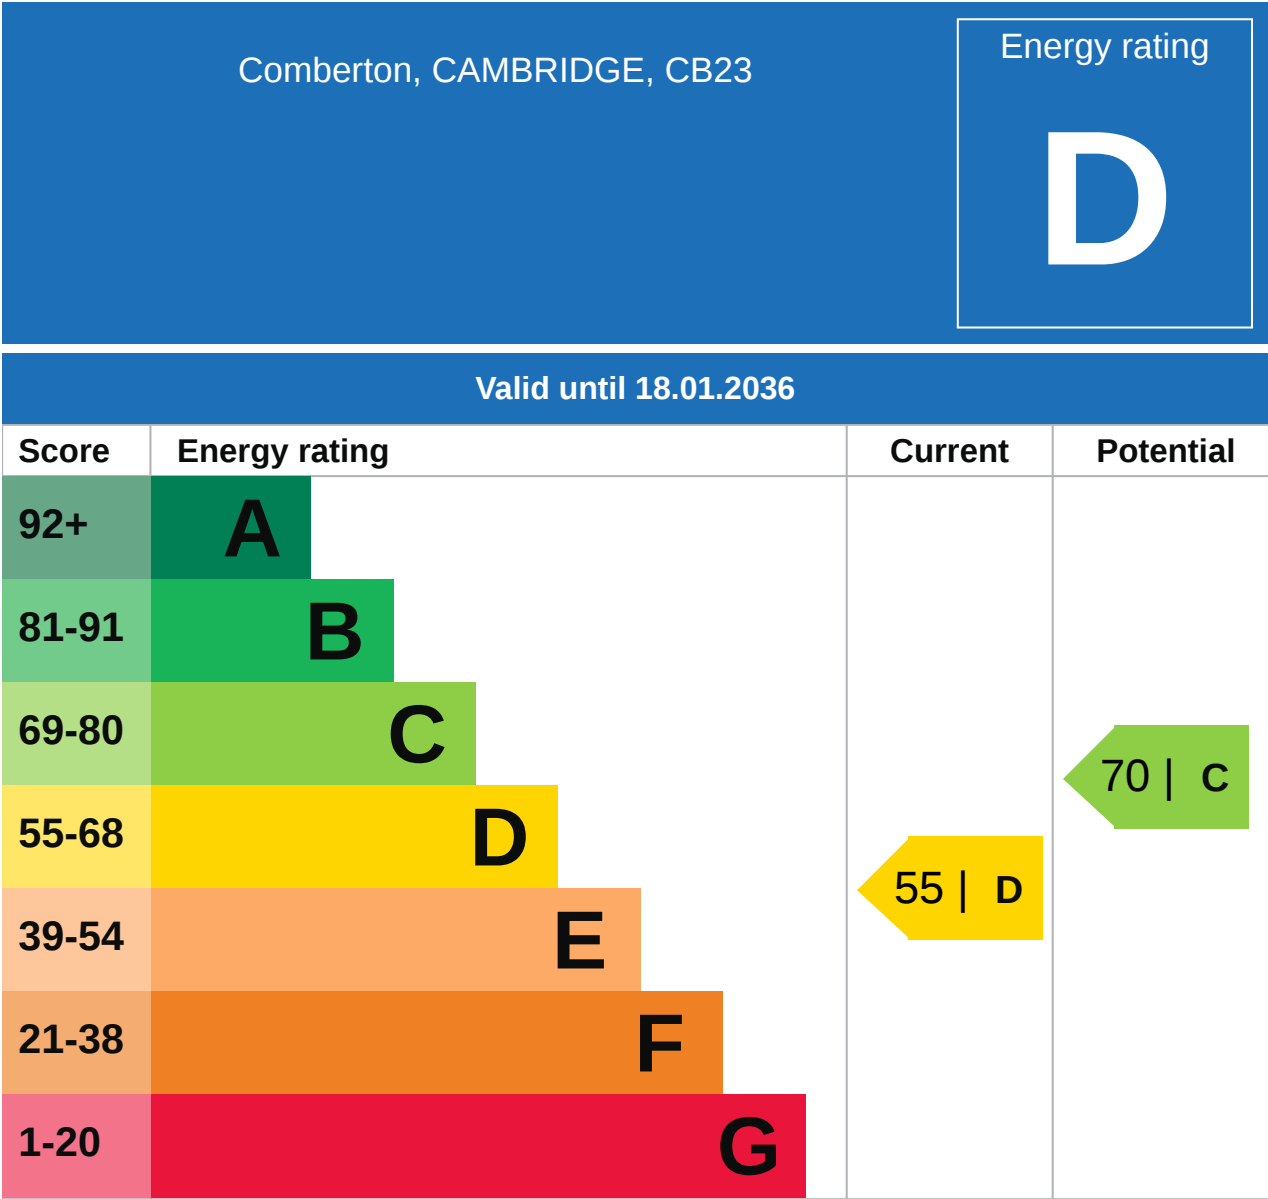 Comberton, CAMBRIDGE, CB23
Energy rating
D
Valid until 18.01.2036
Score Energy rating Current Potential
92+ A
81-91 B
69-80 C
70 | C
55-68 D
55 | D
39-54 E
21-38 F
1-20 G